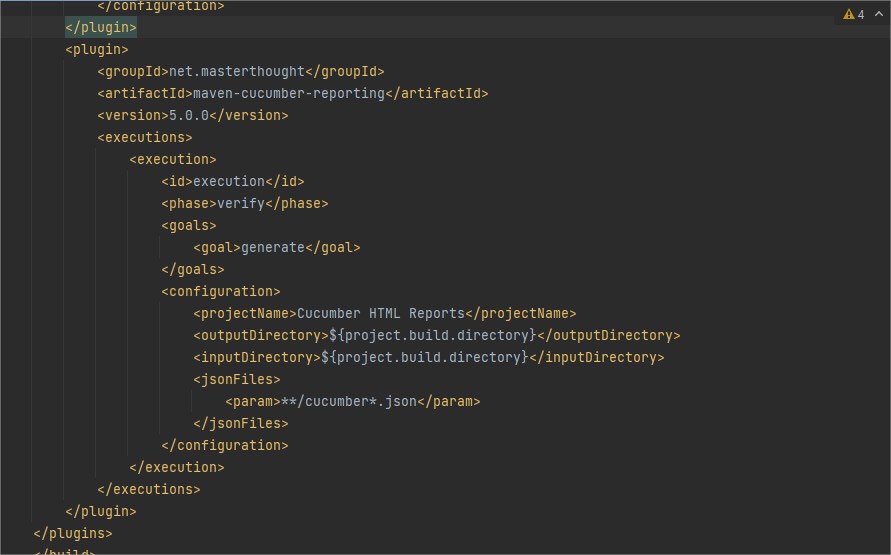 </configuration>
</plugin>
4
<plugin>
<groupId>net.masterthought</groupId>
<artifactId>maven-cucumber-reporting</artifactId>
<version>5.0.0</version>
<executions>
<execution>
<id>execution</id>
<phase>verify</phase>
<goals>
<goal>generate</goal>
</goals>
<configuration>
<projectName>Cucumber HTML Reports</projectName>
<outputDirectory>${project.build.directory}</outputDirectory>
<inputDirectory>${project.build.directory}</inputDirectory>
<jsonFiles>
<param>**/cucumber*.json</param>
</jsonFiles>
</configuration>
</execution>
</executions>
</plugin>
</plugins>
</build>